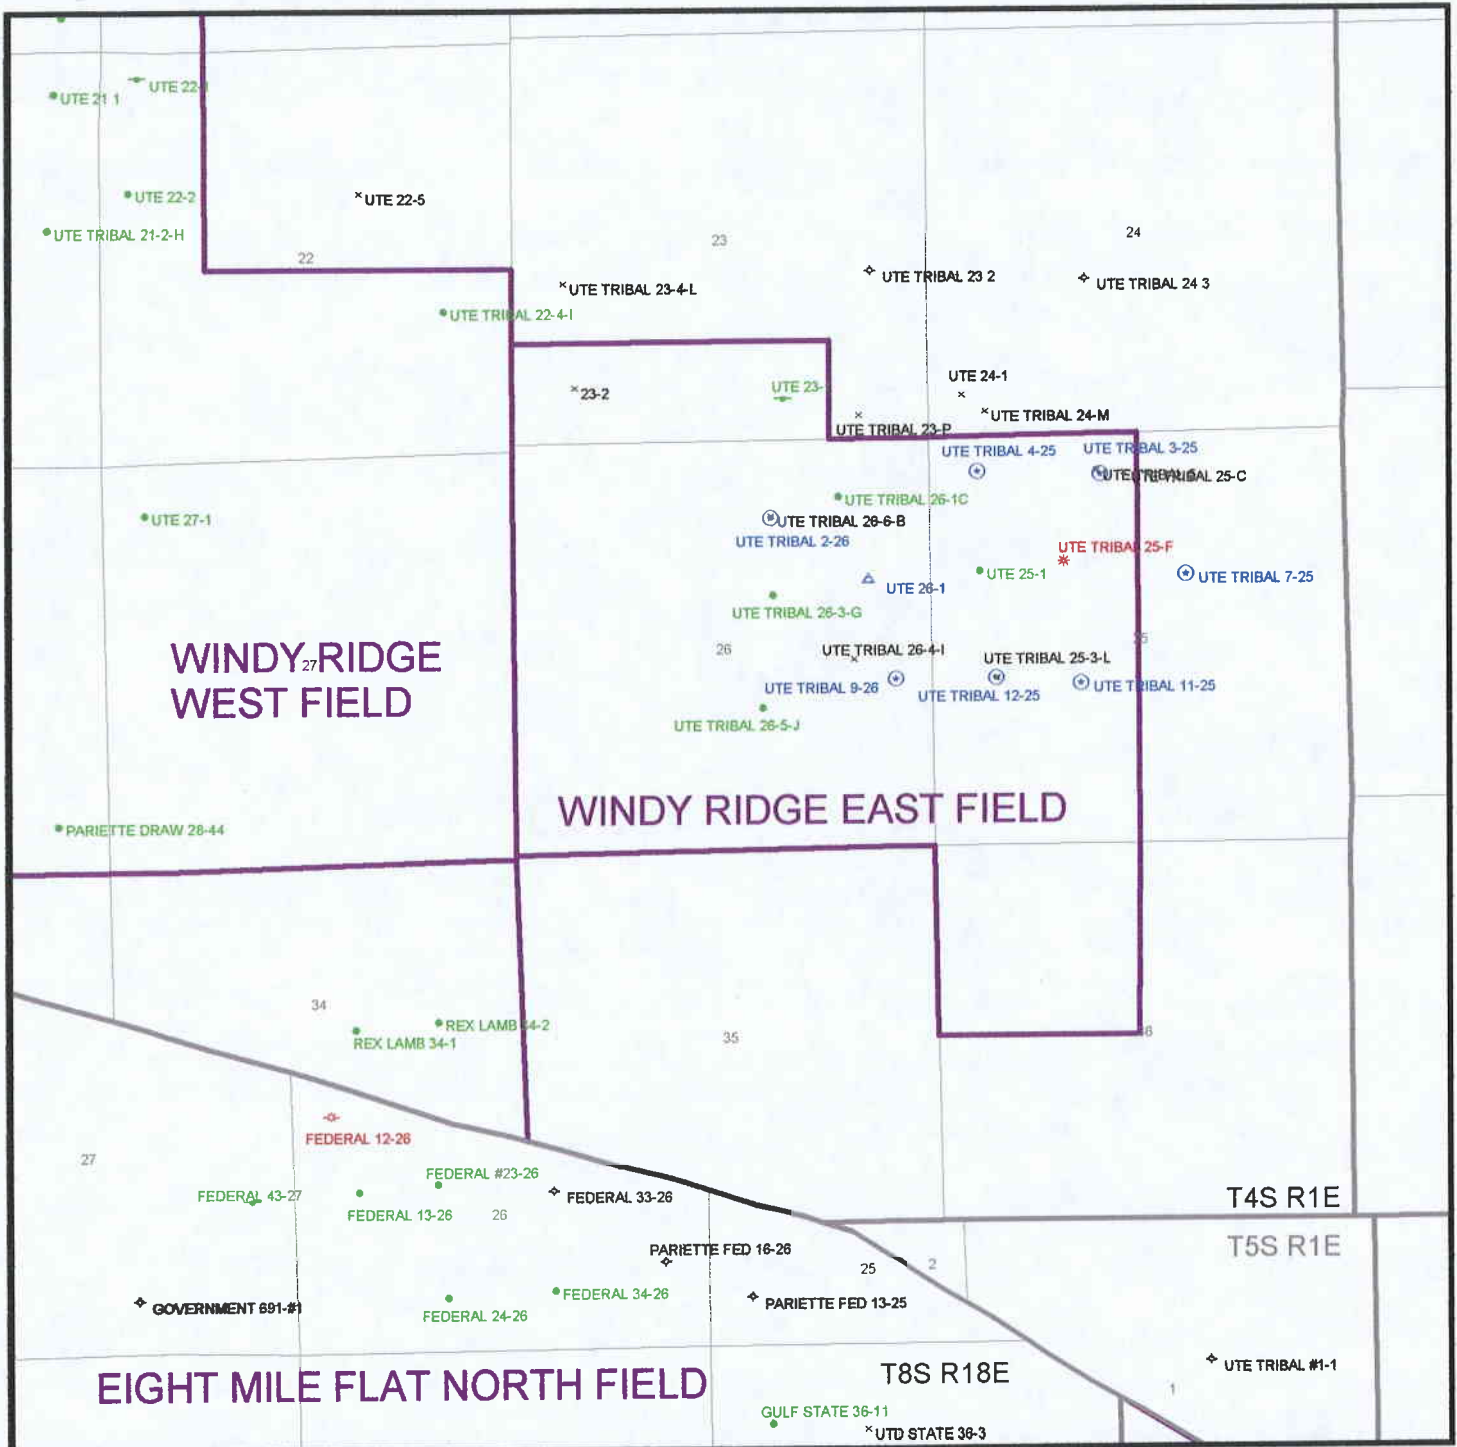 UTE 22-1
UTE 21 1
UTE 22-2
UTE 22-5
UTE TRIBAL 21-2-H
22
23
24
UTE TRIBAL 23-4-L
UTE TRIBAL 23 2
UTE TRIBAL 24 3
UTE TRIBAL 22-4-I
UTE 24-1
23-2
UTE 23-
UTE TRIBAL 24-M
UTE TRIBAL 23-P
UTE TRIBAL 4-25
UTE TRIBAL 3-25
UTE TRIBAL 25-C
UTE TRIBAL 26-1C
UTE 27-1
UTE TRIBAL 26-6-B
UTE TRIBAL 2-26
UTE TRIBAL 25-F
UTE 25-1
UTE TRIBAL 7-25
UTE 26-1
UTE TRIBAL 26-3-G
25
26
UTE TRIBAL 26-4-I
UTE TRIBAL 25-3-L
WINDY RIDGE
27
WEST FIELD
UTE TRIBAL 9-26
UTE TRIBAL 12-25
UTE TRIBAL 11-25
UTE TRIBAL 26-5-J
WINDY RIDGE EAST FIELD
PARIETTE DRAW 28-44
34
REX LAMB 34-2
REX LAMB 34-1
35
36
FEDERAL 12-26
27
FEDERAL #23-26
FEDERAL 43-27
FEDERAL 33-26
FEDERAL 13-26
26
T4S R1E
T5S R1E
PARIETTE FED 16-26
25
2
FEDERAL 34-26
PARIETTE FED 13-25
GOVERNMENT 691-#1
FEDERAL 24-26
UTE TRIBAL #1-1
EIGHT MILE FLAT NORTH FIELD
T8S R18E
1
GULF STATE 36-11
UTD STATE 36-3